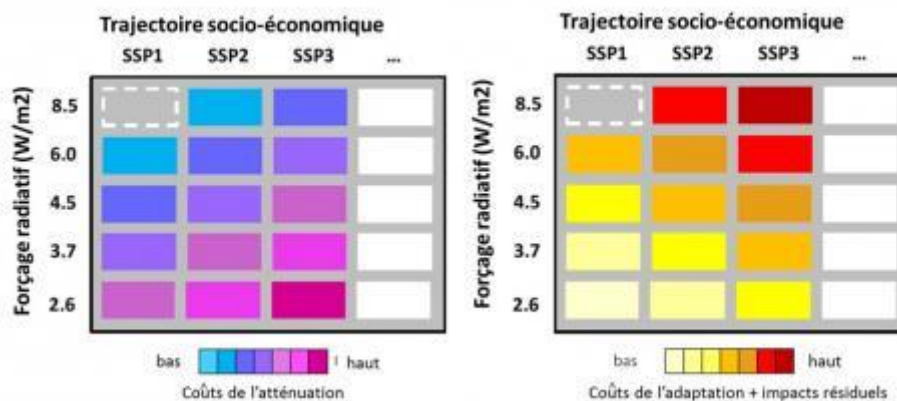 Trajectoire socio-économique
SSP1 SSP2 SSP3 ...
Forçage radiatif (W/m2)
8.5
6.0
4.5
3.7
2.6
bas haut
Coûts de l'atténuation
Trajectoire socio-économique
SSP1 SSP2 SSP3 ...
Forçage radiatif (W/m2)
8.5
6.0
4.5
3.7
2.6
bas haut
Coûts de l'adaptation + impacts résiduels